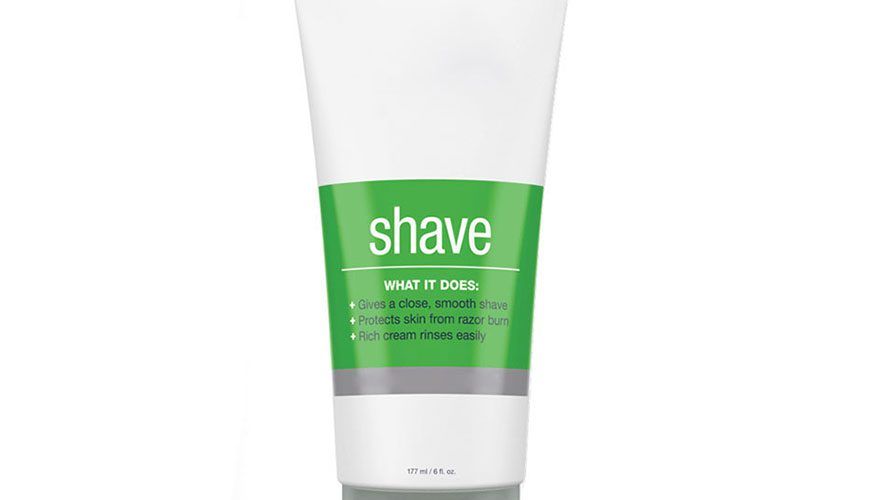 shave
WHAT IT DOES:
+ Gives a close, smooth shave
+ Protects skin from razor burn
+ Rich cream rinses easily
177 ml / 6 fl. oz.